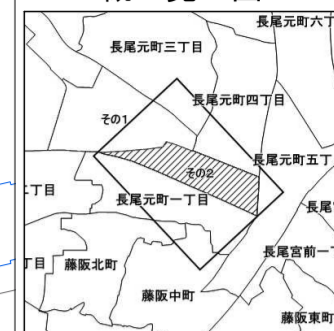 長尾元町六丁
長尾元町三丁目
長尾元町四丁目
その1
長尾元町五丁
その2
二丁目
長尾元町一丁目
長尾
長尾宮前一丁
丁目
藤阪北町
藤阪中町
藤阪東町